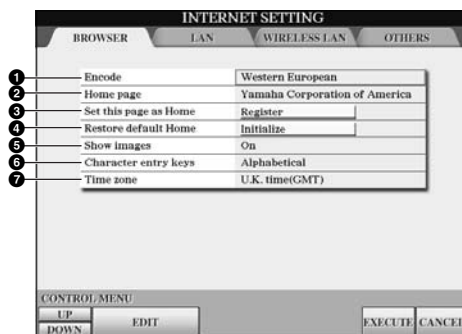 INTERNET SETTING
BROWSER LAN WIRELESS LAN OTHERS
1 Encode Western European
2 Home page Yamaha Corporation of America
3 Set this page as Home Register
4 Restore default Home Initialize
5 Show images On
6 Character entry keys Alphabetical
7 Time zone U.K. time(GMT)
CONTROL MENU
UP
DOWN
EDIT
EXECUTE
CANCEL